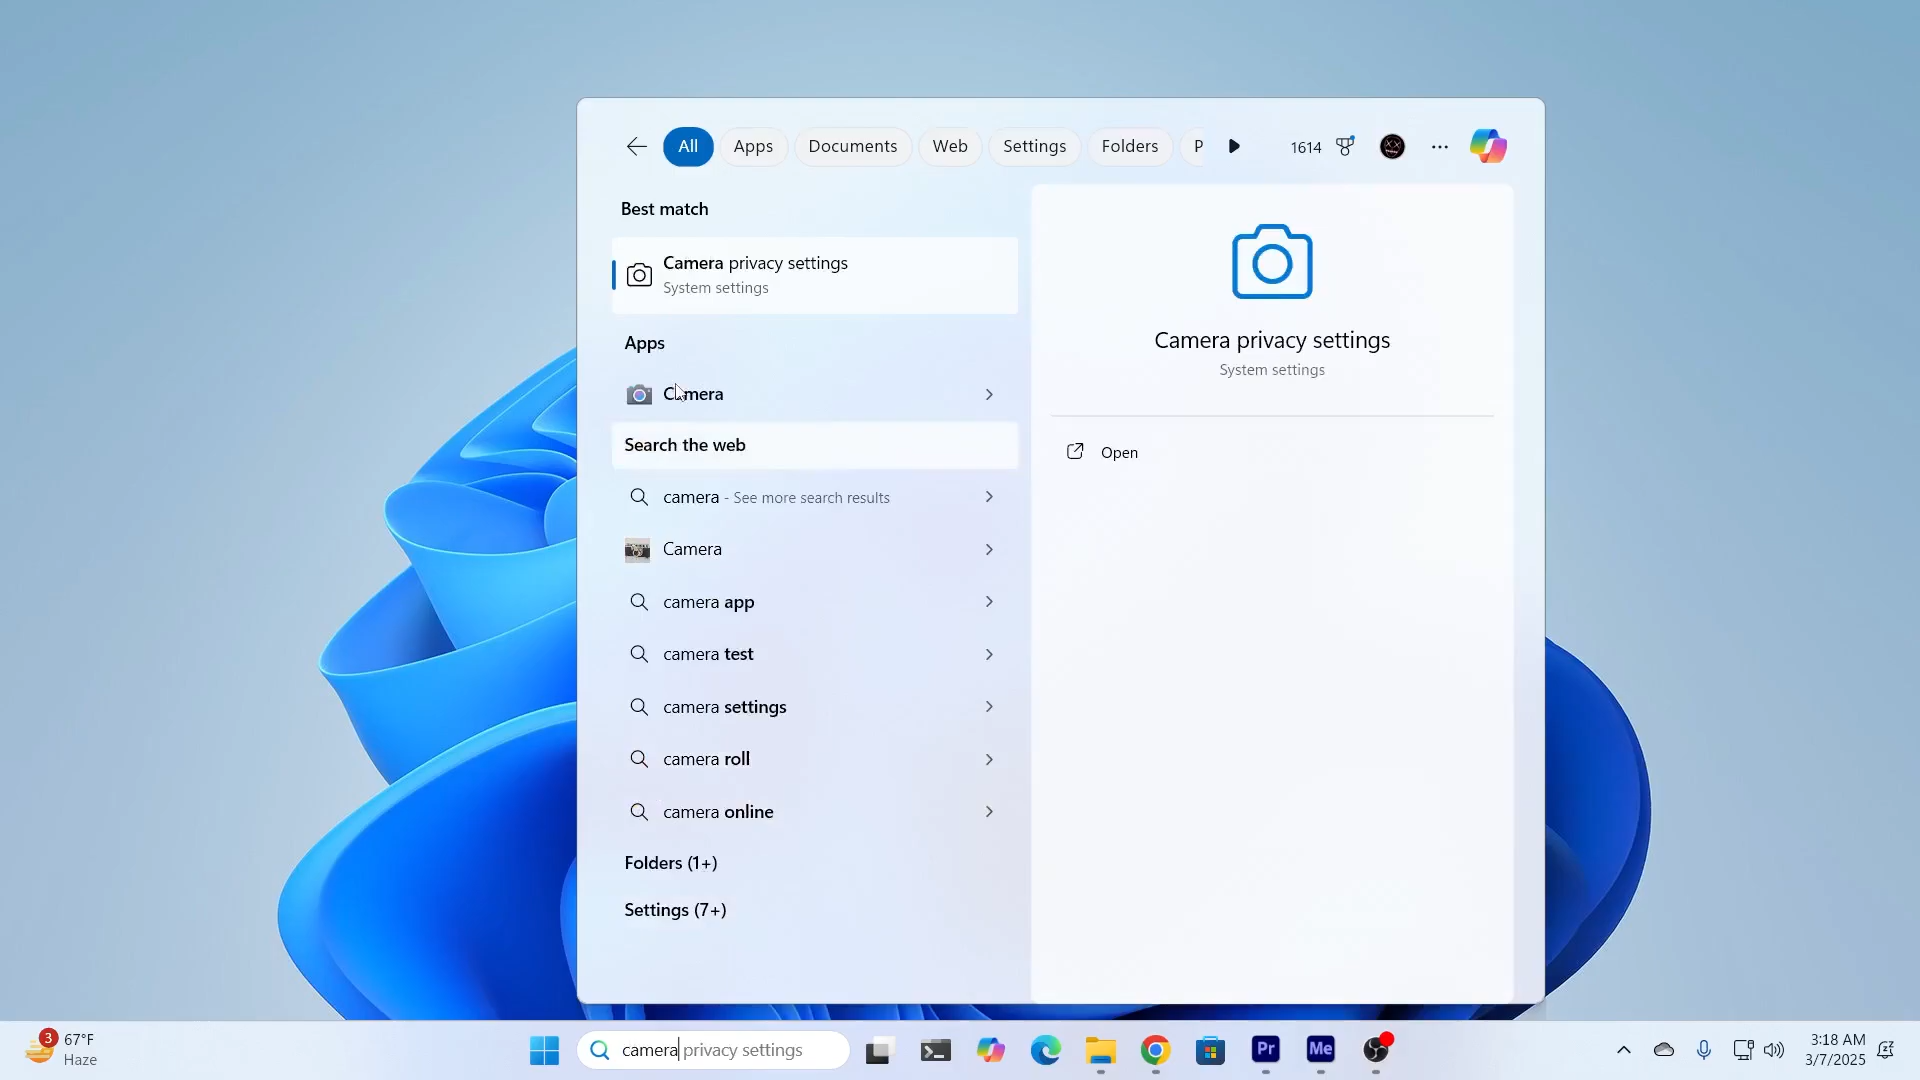 All Apps Documents Web Settings Folders P 1614
Best match
Camera privacy settings
System settings
Apps
Camera
Search the web
camera - See more search results
Camera
camera app
camera test
camera settings
camera roll
camera online
Folders (1+)
Settings (7+)
Camera privacy settings
System settings
Open
3 67°F
Haze
camera privacy settings
Pr
Me
3:18 AM
3/7/2025